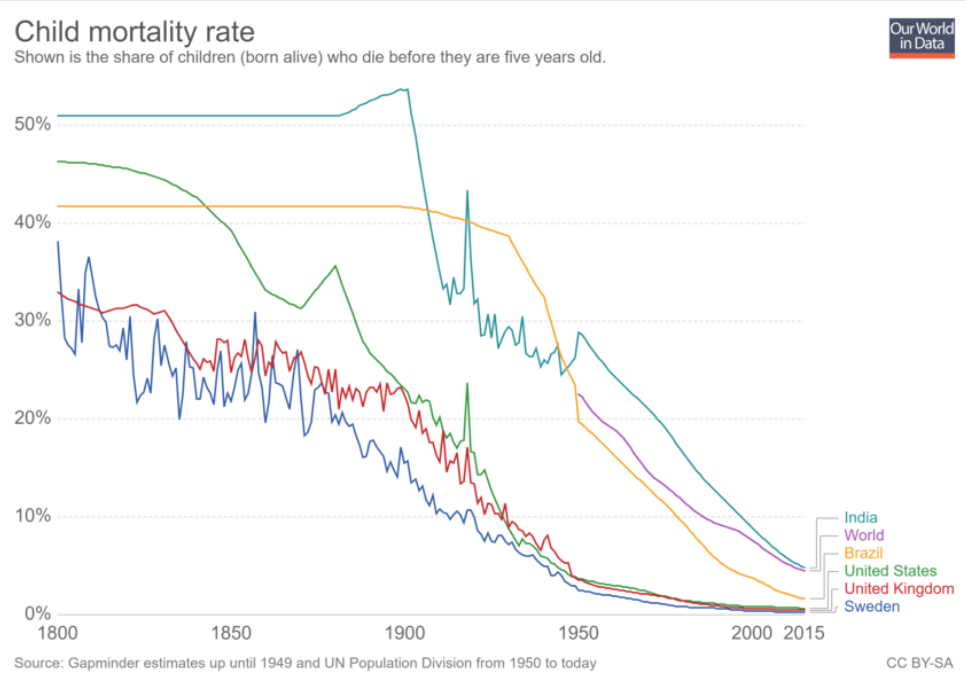 Child mortality rate
Shown is the share of children (born alive) who die before they are five years old.
Our World
in Data
50%
40%
30%
20%
10%
0%
India
World
Brazil
United States
United Kingdom
Sweden
1800 1850 1900 1950 2000 2015
Source: Gapminder estimates up until 1949 and UN Population Division from 1950 to today
CC BY-SA